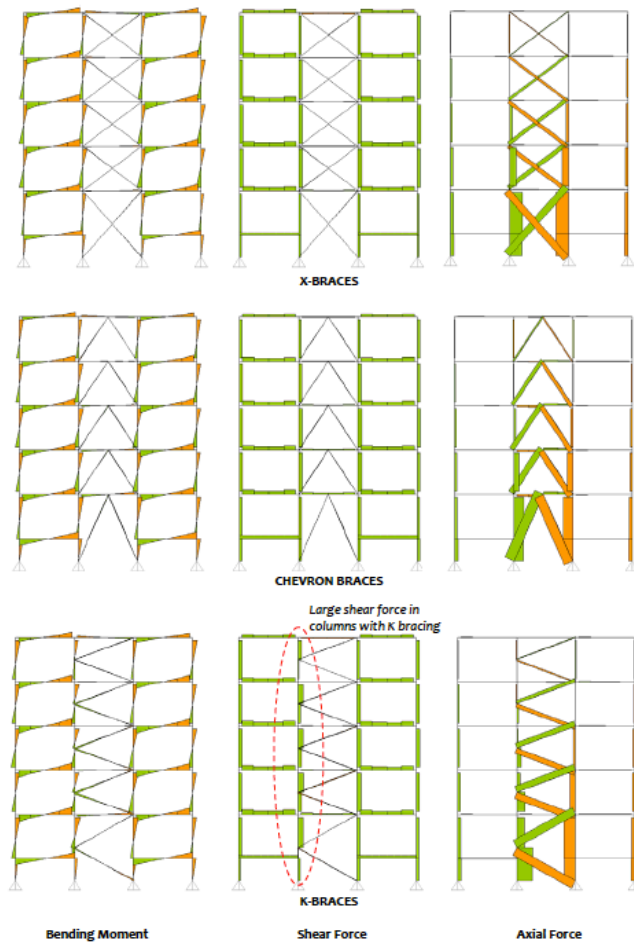 X-BRACES
CHEVRON BRACES
Large shear force in
columns with K bracing
K-BRACES
Bending Moment
Shear Force
Axial Force